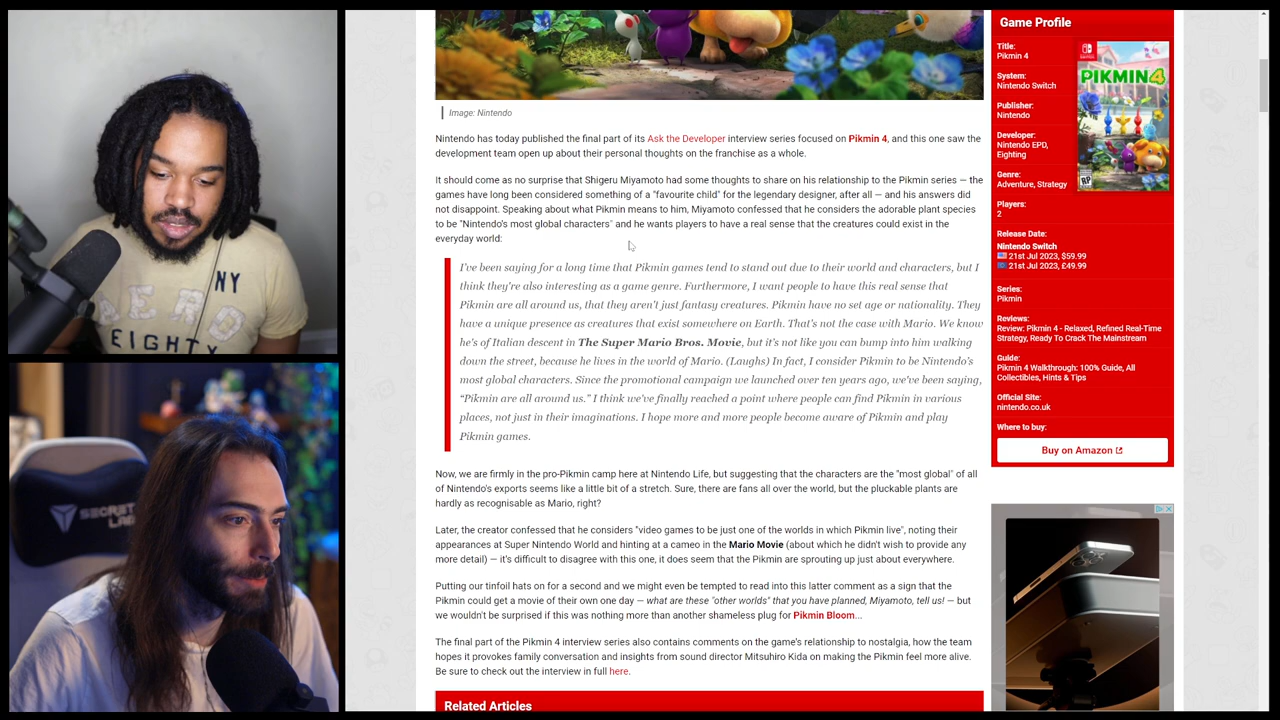 NY
EIGHTY
SECRET
LAB
Image: Nintendo
Nintendo has today published the final part of its Ask the Developer interview series focused on Pikmin 4, and this one saw the
development team open up about their personal thoughts on the franchise as a whole.
It should come as no surprise that Shigeru Miyamoto had some thoughts to share on his relationship to the Pikmin series — the
games have long been considered something of a "favourite child" for the legendary designer, after all — and his answers did
not disappoint. Speaking about what Pikmin means to him, Miyamoto confessed that he considers the adorable plant species
to be "Nintendo's most global characters" and he wants players to have a real sense that the creatures could exist in the
everyday world:
I've been saying for a long time that Pikmin games tend to stand out due to their world and characters, but I
think they're also interesting as a game genre. Furthermore, I want people to have this real sense that
Pikmin are all around us, that they aren't just fantasy creatures. Pikmin have no set age or nationality. They
have a unique presence as creatures that exist somewhere on Earth. That's not the case with Mario. We know
he's of Italian descent in The Super Mario Bros. Movie, but it's not like you can bump into him walking
down the street, because he lives in the world of Mario. (Laughs) In fact, I consider Pikmin to be Nintendo's
most global characters. Since the promotional campaign we launched over ten years ago, we've been saying,
“Pikmin are all around us.” I think we've finally reached a point where people can find Pikmin in various
places, not just in their imaginations. I hope more and more people become aware of Pikmin and play
Pikmin games.
Now, we are firmly in the pro-Pikmin camp here at Nintendo Life, but suggesting that the characters are the "most global" of all
of Nintendo's exports seems like a little bit of a stretch. Sure, there are fans all over the world, but the pluckable plants are
hardly as recognisable as Mario, right?
Later, the creator confessed that he considers "video games to be just one of the worlds in which Pikmin live", noting their
appearances at Super Nintendo World and hinting at a cameo in the Mario Movie (about which he didn't wish to provide any
more detail) — it's difficult to disagree with this one, it does seem that the Pikmin are sprouting up just about everywhere.
Putting our tinfoil hats on for a second and we might even be tempted to read into this latter comment as a sign that the
Pikmin could get a movie of their own one day — what are these "other worlds" that you have planned, Miyamoto, tell us! — but
we wouldn't be surprised if this was nothing more than another shameless plug for Pikmin Bloom...
The final part of the Pikmin 4 interview series also contains comments on the game's relationship to nostalgia, how the team
hopes it provokes family conversation and insights from sound director Mitsuhiro Kida on making the Pikmin feel more alive.
Be sure to check out the interview in full here.
Related Articles
Game Profile
Title:
Pikmin 4
System:
Nintendo Switch
Publisher:
Nintendo
Developer:
Nintendo EPD,
Eighting
Genre:
Adventure, Strategy
Players:
2
Release Date:
Nintendo Switch
21st Jul 2023, $59.99
21st Jul 2023, £49.99
Series:
Pikmin
Reviews:
Review: Pikmin 4 - Relaxed, Refined Real-Time
Strategy, Ready To Crack The Mainstream
Guide:
Pikmin 4 Walkthrough: 100% Guide, All
Collectibles, Hints & Tips
Official Site:
nintendo.co.uk
Where to buy:
Buy on Amazon
PIKMIN 4
RP